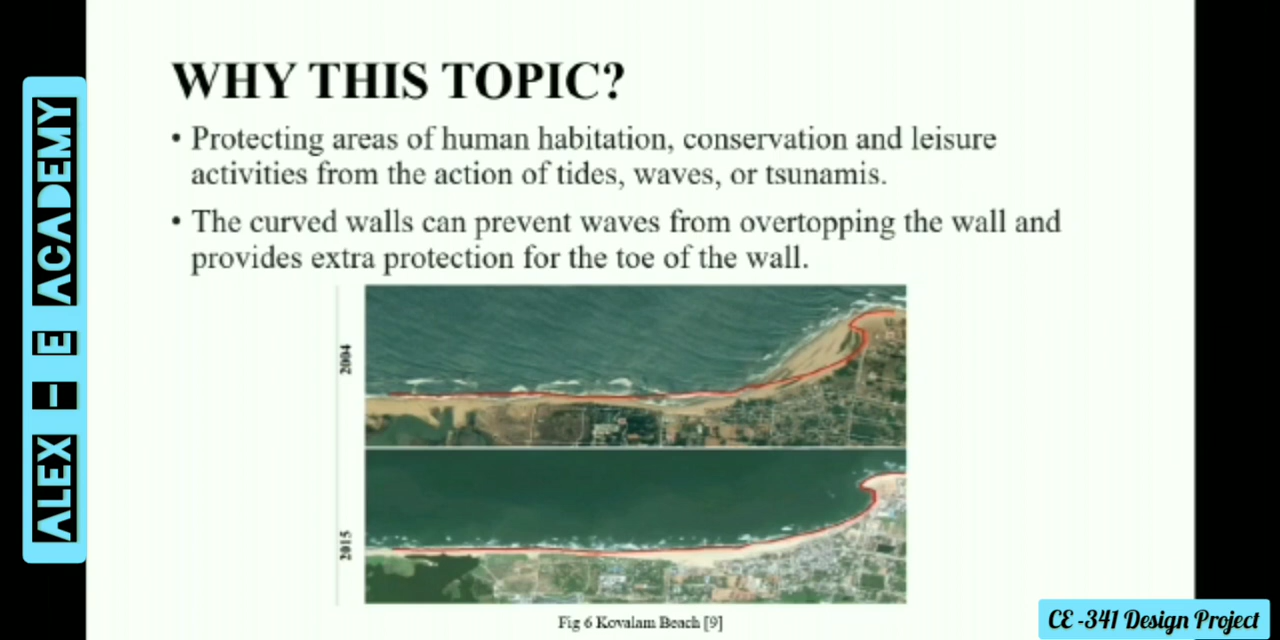 WHY THIS TOPIC?
• Protecting areas of human habitation, conservation and leisure
activities from the action of tides, waves, or tsunamis.
• The curved walls can prevent waves from overtopping the wall and
provides extra protection for the toe of the wall.
2004
2015
Fig 6 Kovalam Beach [9]
ALEX - E ACADEMY
CE -341 Design Project